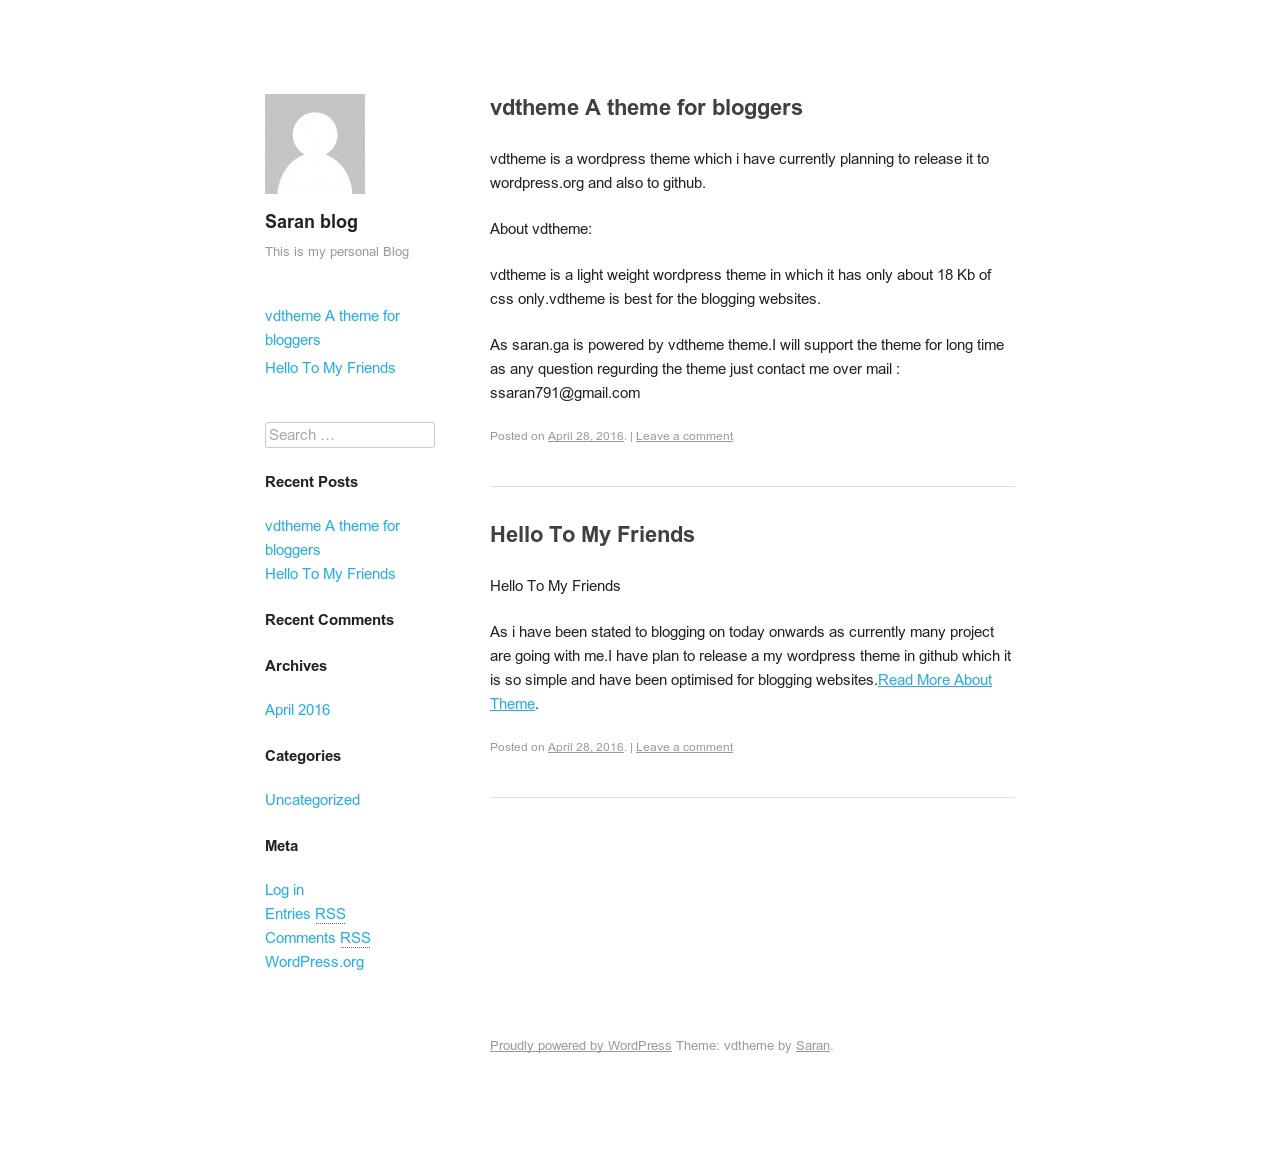 Saran blog
This is my personal Blog
vdtheme A theme for
bloggers
Hello To My Friends
Search …
Recent Posts
vdtheme A theme for
bloggers
Hello To My Friends
Recent Comments
Archives
April 2016
Categories
Uncategorized
Meta
Log in
Entries RSS
Comments RSS
WordPress.org
vdtheme A theme for bloggers
vdtheme is a wordpress theme which i have currently planning to release it to
wordpress.org and also to github.
About vdtheme:
vdtheme is a light weight wordpress theme in which it has only about 18 Kb of
css only.vdtheme is best for the blogging websites.
As saran.ga is powered by vdtheme theme.I will support the theme for long time
as any question regurding the theme just contact me over mail :
ssaran791@gmail.com
Posted on April 28, 2016. | Leave a comment
Hello To My Friends
Hello To My Friends
As i have been stated to blogging on today onwards as currently many project
are going with me.I have plan to release a my wordpress theme in github which it
is so simple and have been optimised for blogging websites.Read More About
Theme.
Posted on April 28, 2016. | Leave a comment
Proudly powered by WordPress Theme: vdtheme by Saran.